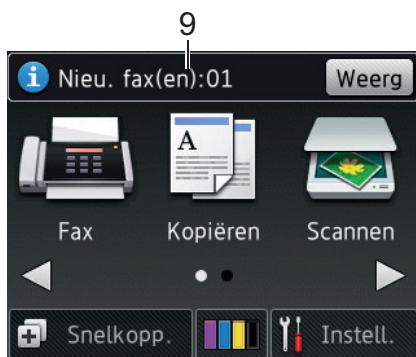 9
Nieu. fax(en):01 Weerg
A
Fax Kopiëren Scannen
Snelkopp. Instell.